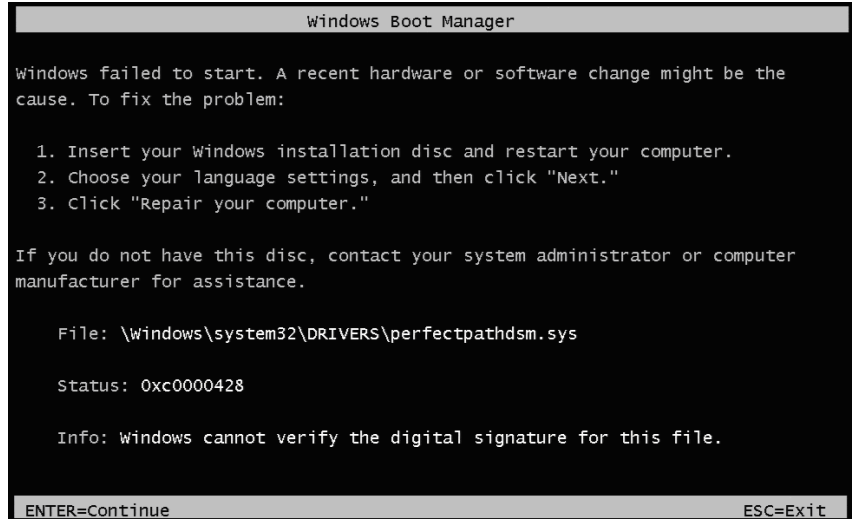 Windows Boot Manager
Windows failed to start. A recent hardware or software change might be the
cause. To fix the problem:
1. Insert your Windows installation disc and restart your computer.
2. Choose your language settings, and then click "Next."
3. Click "Repair your computer."
If you do not have this disc, contact your system administrator or computer
manufacturer for assistance.
File: \Windows\system32\DRIVERS\perfectpathdsm.sys
Status: 0xc0000428
Info: Windows cannot verify the digital signature for this file.
ENTER=Continue ESC=Exit